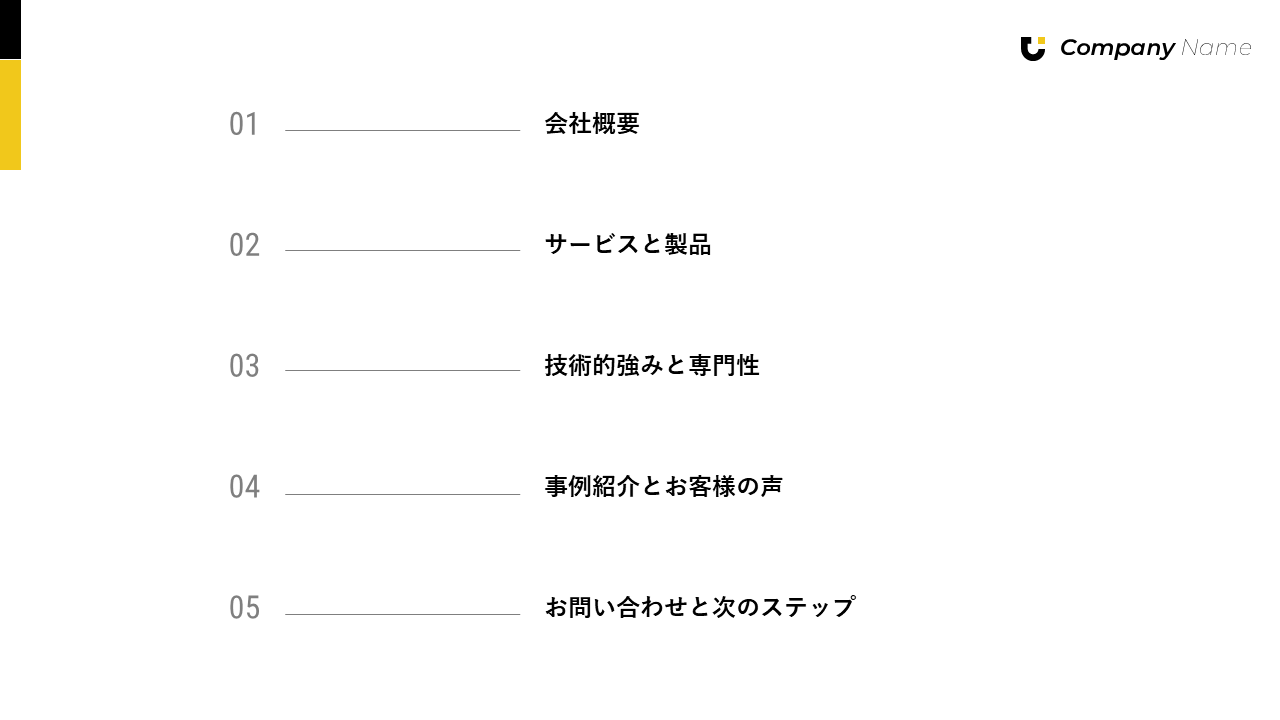 Company Name
01 会社概要
02 サービスと製品
03 技術的強みと専門性
04 事例紹介とお客様の声
05 お問い合わせと次のステップ